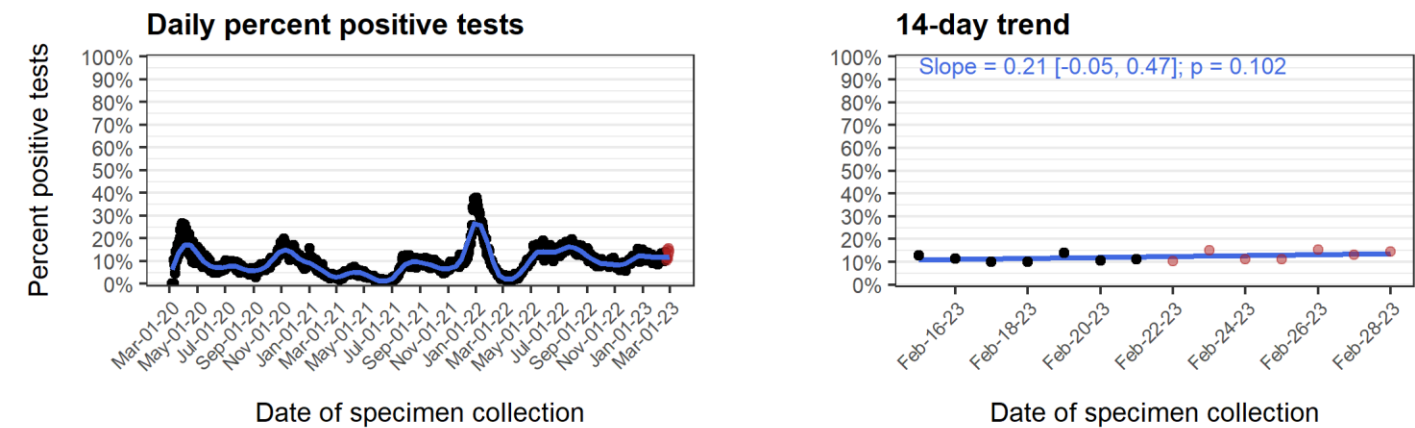 Daily percent positive tests
Percent positive tests
100%
90%
80%
70%
60%
50%
40%
30%
20%
10%
0%
Mar-01-20
May-01-20
Jul-01-20
Sep-01-20
Nov-01-20
Jan-01-21
Mar-01-21
May-01-21
Jul-01-21
Sep-01-21
Nov-01-21
Jan-01-22
Mar-01-22
May-01-22
Jul-01-22
Sep-01-22
Nov-01-22
Jan-01-23
Mar-01-23
Date of specimen collection
14-day trend
Slope = 0.21 [-0.05, 0.47]; p = 0.102
100%
90%
80%
70%
60%
50%
40%
30%
20%
10%
0%
Feb-16-23
Feb-18-23
Feb-20-23
Feb-22-23
Feb-24-23
Feb-26-23
Feb-28-23
Date of specimen collection